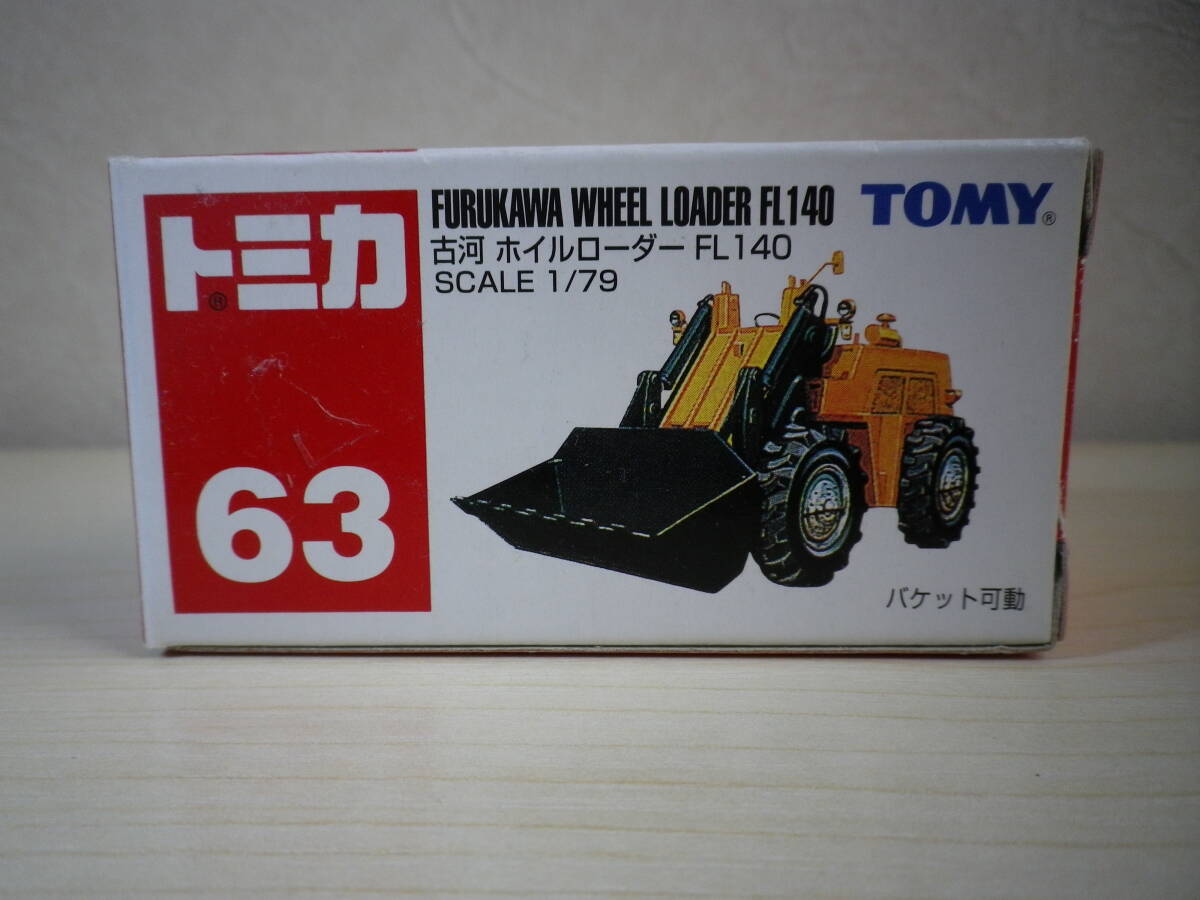 トミカ®
63
FURUKAWA WHEEL LOADER FL140
古河 ホイルローダー FL140
SCALE 1/79
TOMY®
バケット可動